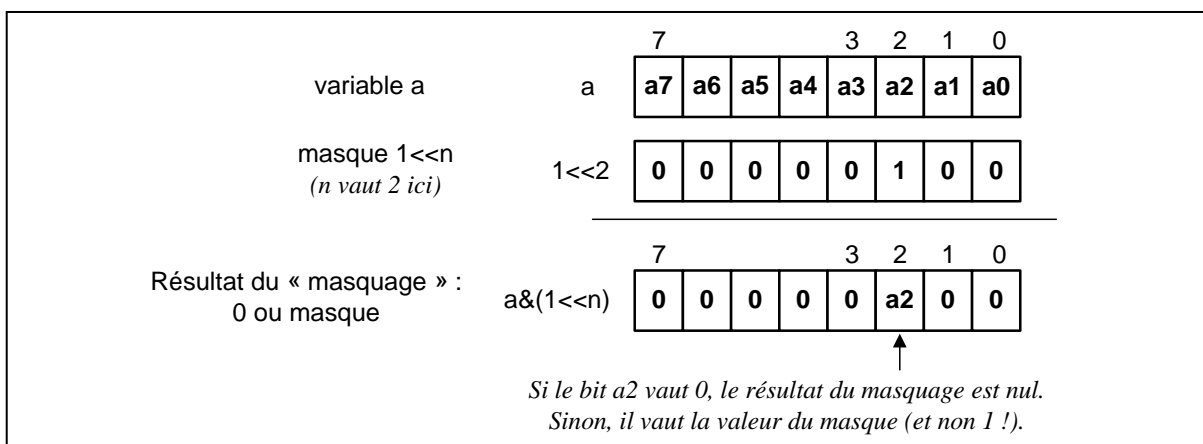 7 3 2 1 0
variable a a a7 a6 a5 a4 a3 a2 a1 a0
masque 1<<n
(n vaut 2 ici)
1<<2 0 0 0 0 0 1 0 0
7 3 2 1 0
Résultat du « masquage » :
0 ou masque
a&(1<<n) 0 0 0 0 0 a2 0 0
Si le bit a2 vaut 0, le résultat du masquage est nul.
Sinon, il vaut la valeur du masque (et non 1 !).